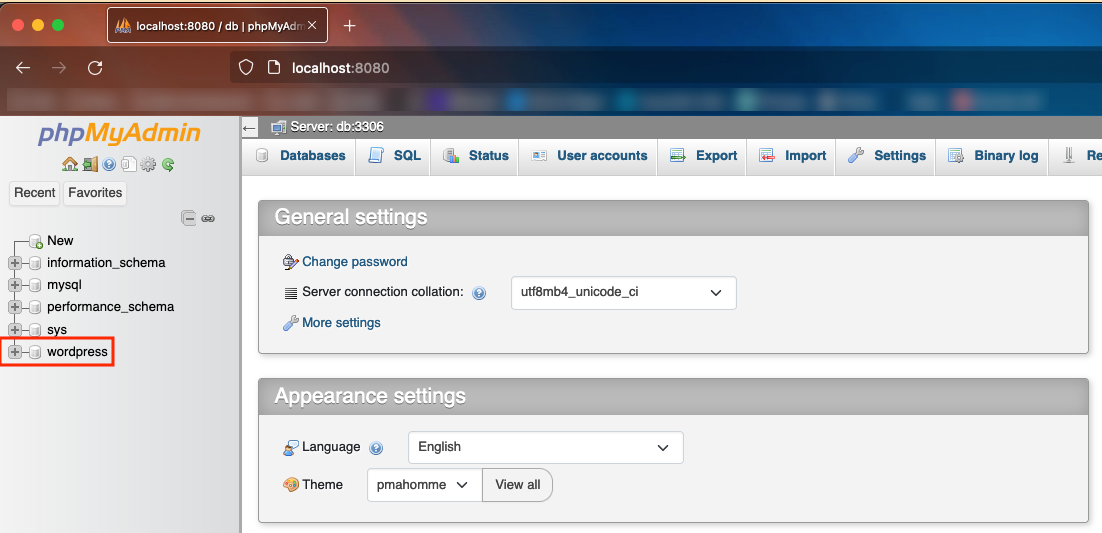 localhost:8080 / db | phpMyAdm
localhost:8080
phpMyAdmin
Recent Favorites
New
information_schema
mysql
performance_schema
sys
wordpress
Server: db:3306
Databases SQL Status User accounts Export Import Settings Binary log Re
General settings
Change password
Server connection collation: utf8mb4_unicode_ci
More settings
Appearance settings
Language English
Theme pmahomme View all